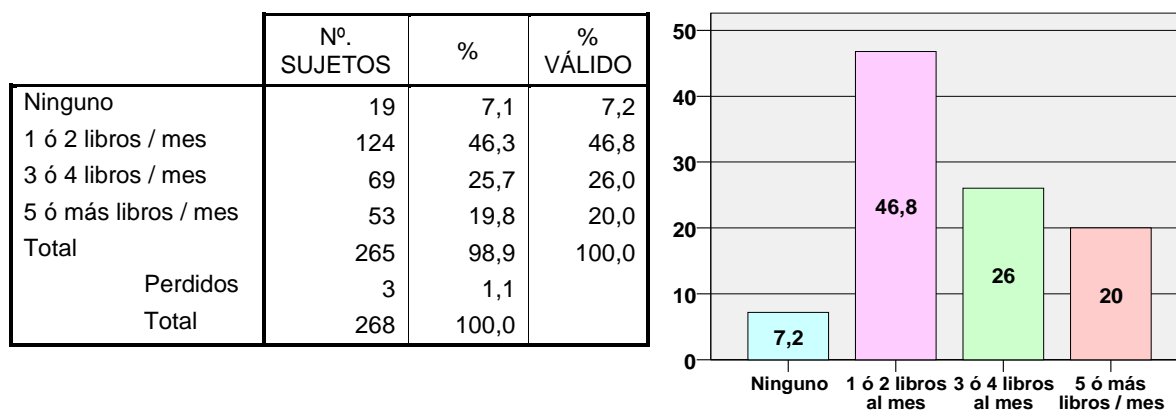 Nº.
SUJETOS % %
VÁLIDO
Ninguno 19 7,1 7,2
1 ó 2 libros / mes 124 46,3 46,8
3 ó 4 libros / mes 69 25,7 26,0
5 ó más libros / mes 53 19,8 20,0
Total 265 98,9 100,0
Perdidos 3 1,1
Total 268 100,0
50
40
30
20
10
0
7,2
46,8
26
20
Ninguno 1 ó 2 libros 3 ó 4 libros 5 ó más
al mes al mes libros / mes